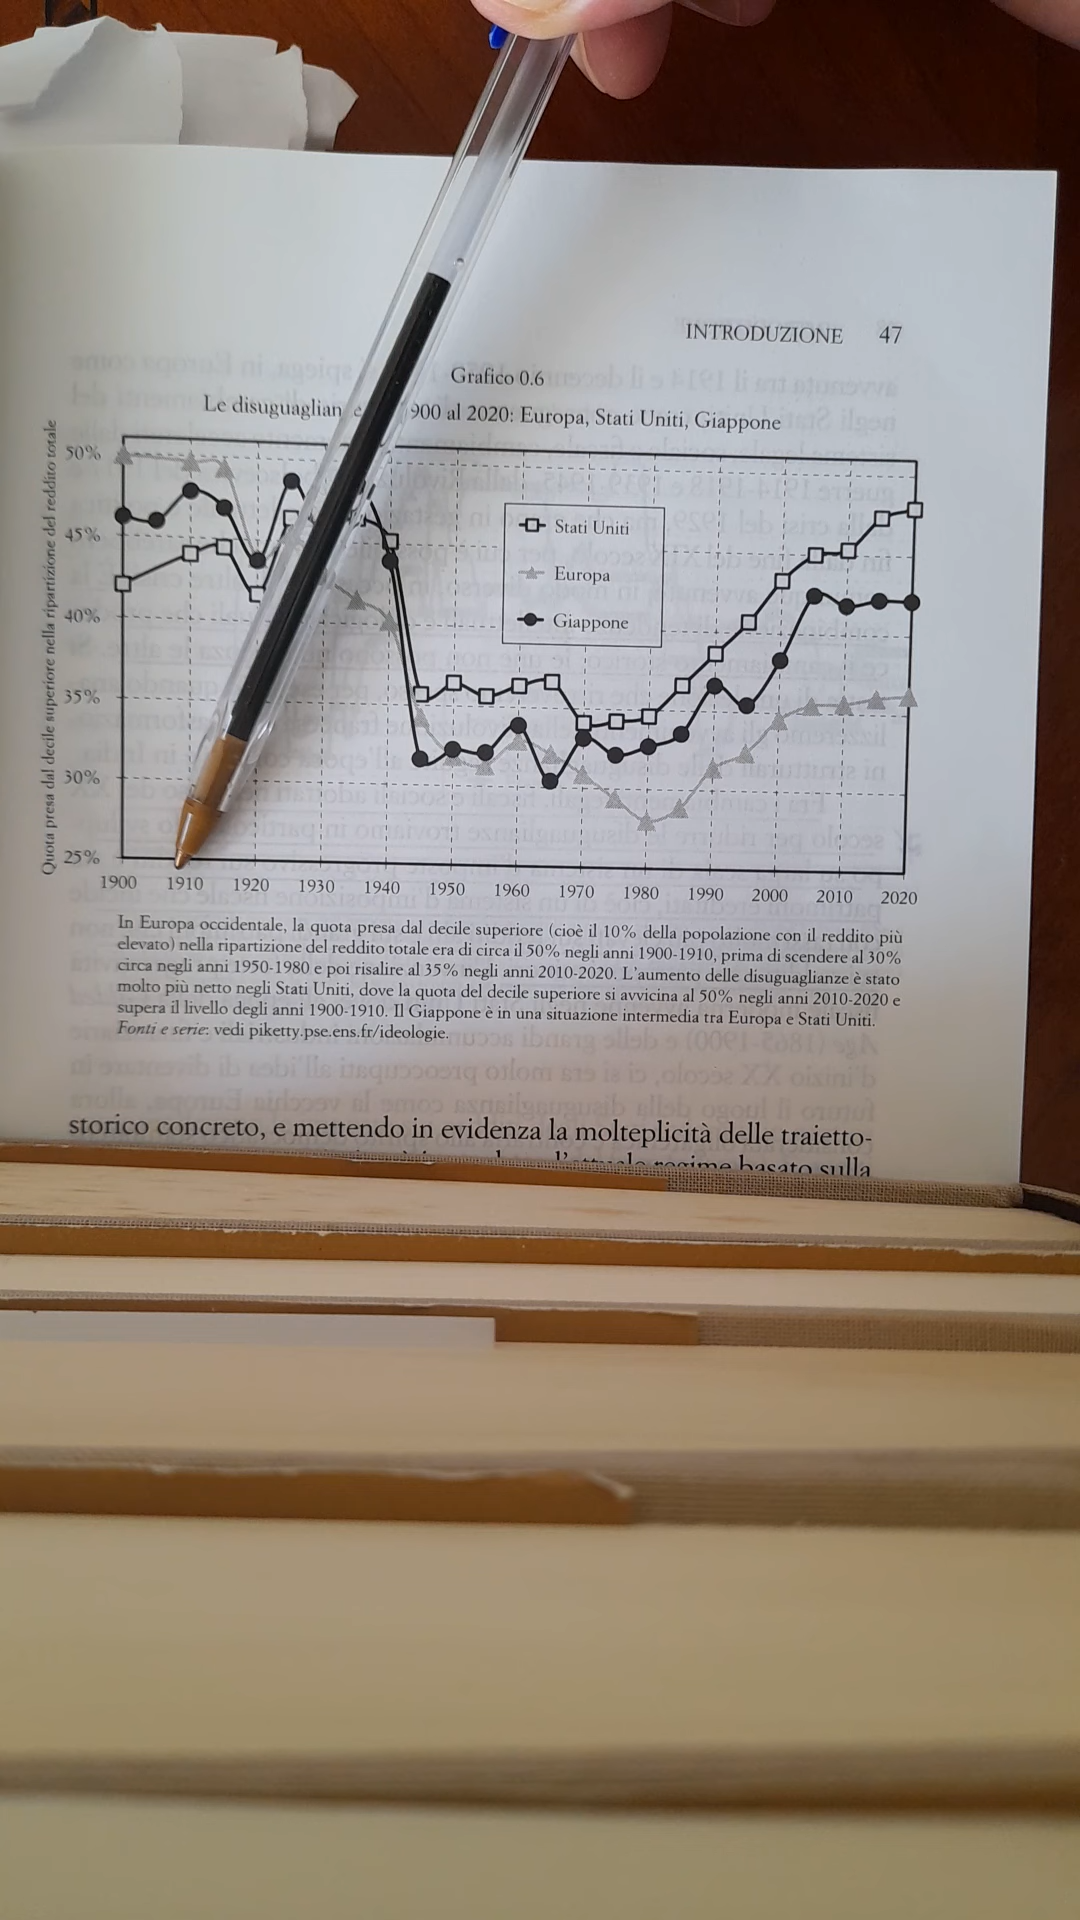 INTRODUZIONE 47
Grafico 0.6
Le disuguaglian e 900 al 2020: Europa, Stati Uniti, Giappone
Quota presa dal decile superiore nella ripartizione del reddito totale
50%
45%
40%
35%
30%
25%
Stati Uniti
Europa
Giappone
1900 1910 1920 1930 1940 1950 1960 1970 1980 1990 2000 2010 2020
In Europa occidentale, la quota presa dal decile superiore (cioè il 10% della popolazione con il reddito più
elevato) nella ripartizione del reddito totale era di circa il 50% negli anni 1900-1910, prima di scendere al 30%
circa negli anni 1950-1980 e poi risalire al 35% negli anni 2010-2020. L'aumento delle disuguaglianze è stato
molto più netto negli Stati Uniti, dove la quota del decile superiore si avvicina al 50% negli anni 2010-2020 e
supera il livello degli anni 1900-1910. Il Giappone è in una situazione intermedia tra Europa e Stati Uniti.
Fonti e serie: vedi piketty.pse.ens.fr/ideologie.
storico concreto, e mettendo in evidenza la molteplicità delle traietto-
regime basato sulla